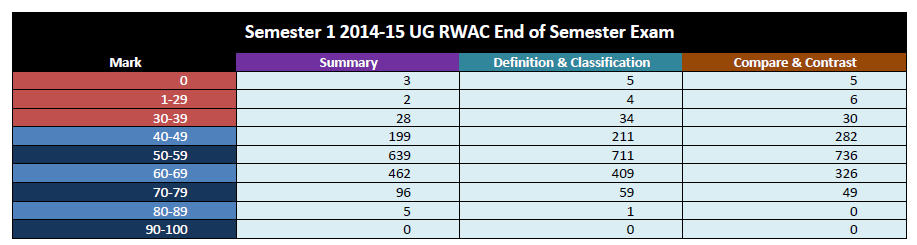 Semester 1 2014-15 UG RWAC End of Semester Exam
Mark Summary Definition & Classification Compare & Contrast
0 3 5 5
1-29 2 4 6
30-39 28 34 30
40-49 199 211 282
50-59 639 711 736
60-69 462 409 326
70-79 96 59 49
80-89 5 1 0
90-100 0 0 0